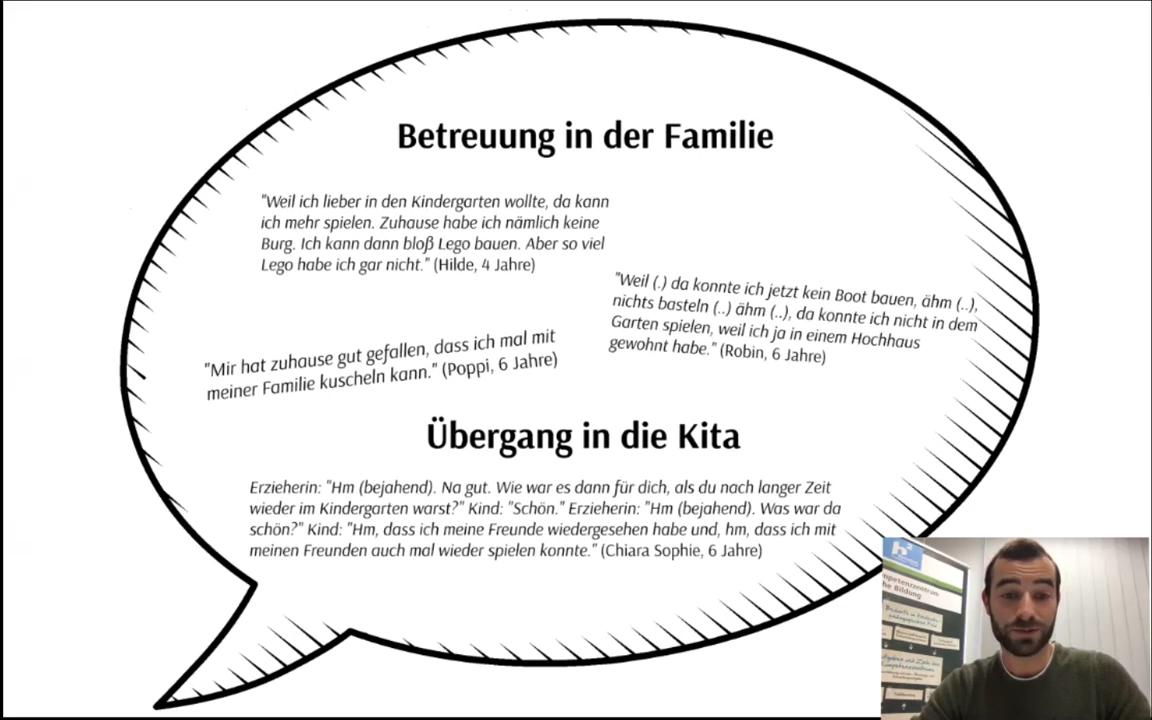 Betreuung in der Familie
"Weil ich lieber in den Kindergarten wollte, da kann
ich mehr spielen. Zuhause habe ich nämlich keine
Burg. Ich kann dann bloß Lego bauen. Aber so viel
Lego habe ich gar nicht." (Hilde, 4 Jahre)
"Weil (.) da konnte ich jetzt kein Boot bauen, ähm (..),
nichts basteln (..) ähm (..), da konnte ich nicht in dem
Garten spielen, weil ich ja in einem Hochhaus
gewohnt habe." (Robin, 6 Jahre)
"Mir hat zuhause gut gefallen, dass ich mal mit
meiner Familie kuscheln kann." (Poppi, 6 Jahre)
Übergang in die Kita
Erzieherin: "Hm (bejahend). Na gut. Wie war es dann für dich, als du nach langer Zeit
wieder im Kindergarten warst?" Kind: "Schön." Erzieherin: "Hm (bejahend). Was war da
schön?" Kind: "Hm, dass ich meine Freunde wiedergesehen habe und, hm, dass ich mit
meinen Freunden auch mal wieder spielen konnte." (Chiara Sophie, 6 Jahre)
mpetenzzentrum
he Bildung